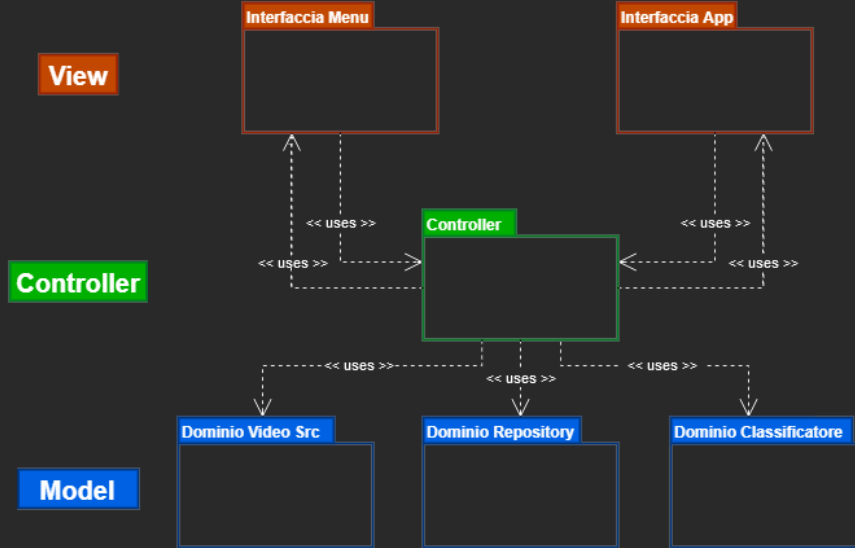 Interfaccia Menu
Interfaccia App
View
<< uses >>
<< uses >>
Controller
<< uses >>
<< uses >>
Controller
<< uses >>
<< uses >>
<< uses >>
Dominio Video Src
Dominio Repository
Dominio Classificatore
Model